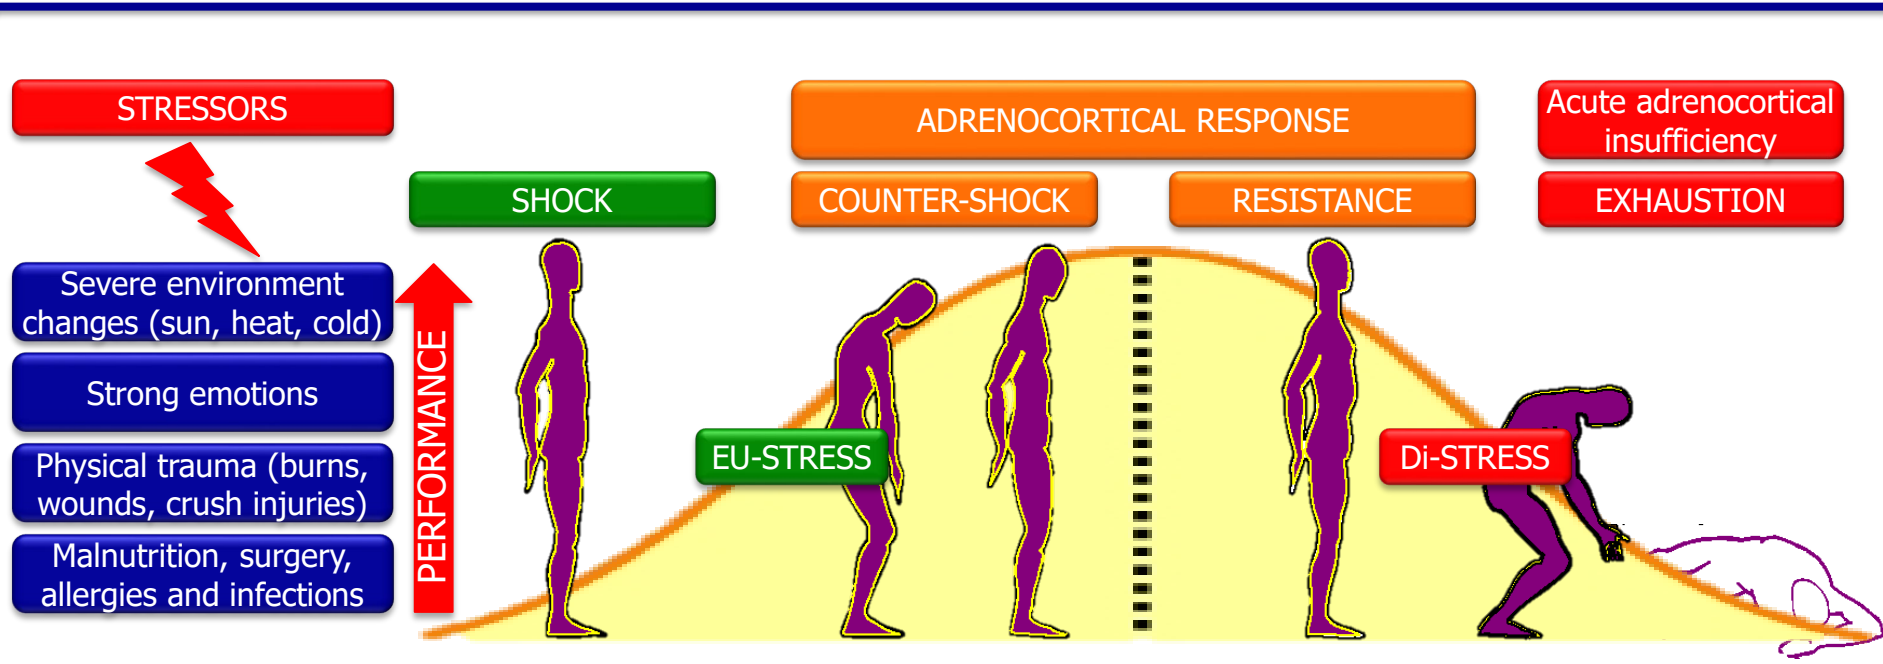 STRESSORS
ADRENOCORTICAL RESPONSE
Acute adrenocortical
insufficiency
SHOCK
COUNTER-SHOCK
RESISTANCE
EXHAUSTION
Severe environment
changes (sun, heat, cold)
Strong emotions
Physical trauma (burns,
wounds, crush injuries)
Malnutrition, surgery,
allergies and infections
PERFORMANCE
EU-STRESS
Di-STRESS